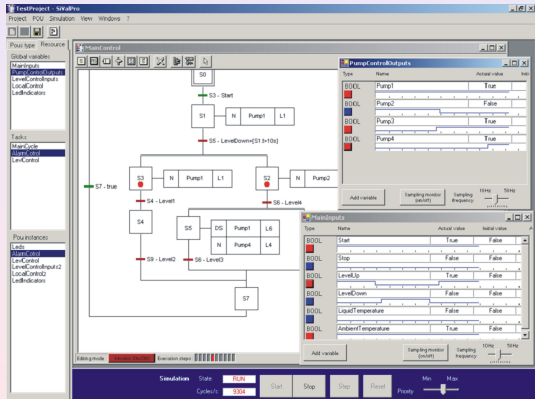 TestProject - SiValPro
Project POU Simulation View Windows ?
Pous type Resource
Global variables
MainInputs
PumpControlOutputs
LevelControlInputs
LocalControl
LedIndicators
Tasks
MainCycle
AlarmCotrol
LevControl
Pou instances
Leds
AlarmCotrol
LevControl
LevelControlInputs2
LocalControl2
LedIndicators
MainControl
S0
S3 - Start
S1
N Pump1 L1
S5 - LevelDown+[S1.t>10s]
S7 - true
S3
N Pump1 L1
S2
N Pump2
S4 - Level1
S6 - Level4
S4
S5
DS Pump1 L6
N Pump4 L4
S9 - Level2
S8 - Level3
S7
PumpControlOutputs
Type Name Actual value
BOOL Pump1 True
BOOL Pump2 False
BOOL Pump3 True
BOOL Pump4 True
Add variable
Sampling monitor (on/off)
Sampling frequency
10Hz 50Hz
MainInputs
Type Name Actual value Initial value
BOOL Start True False
BOOL Stop False False
BOOL LevelUp True False
BOOL LevelDown False False
BOOL LiquidTemperature False False
BOOL AmbientTemperature True False
Add variable
Sampling monitor (on/off)
Sampling frequency
10Hz 50Hz
Editing mode
Execution steps
Simulation State: RUN
Cycles/s: 9304
Start
Stop
Step
Reset
Min Max
Priority